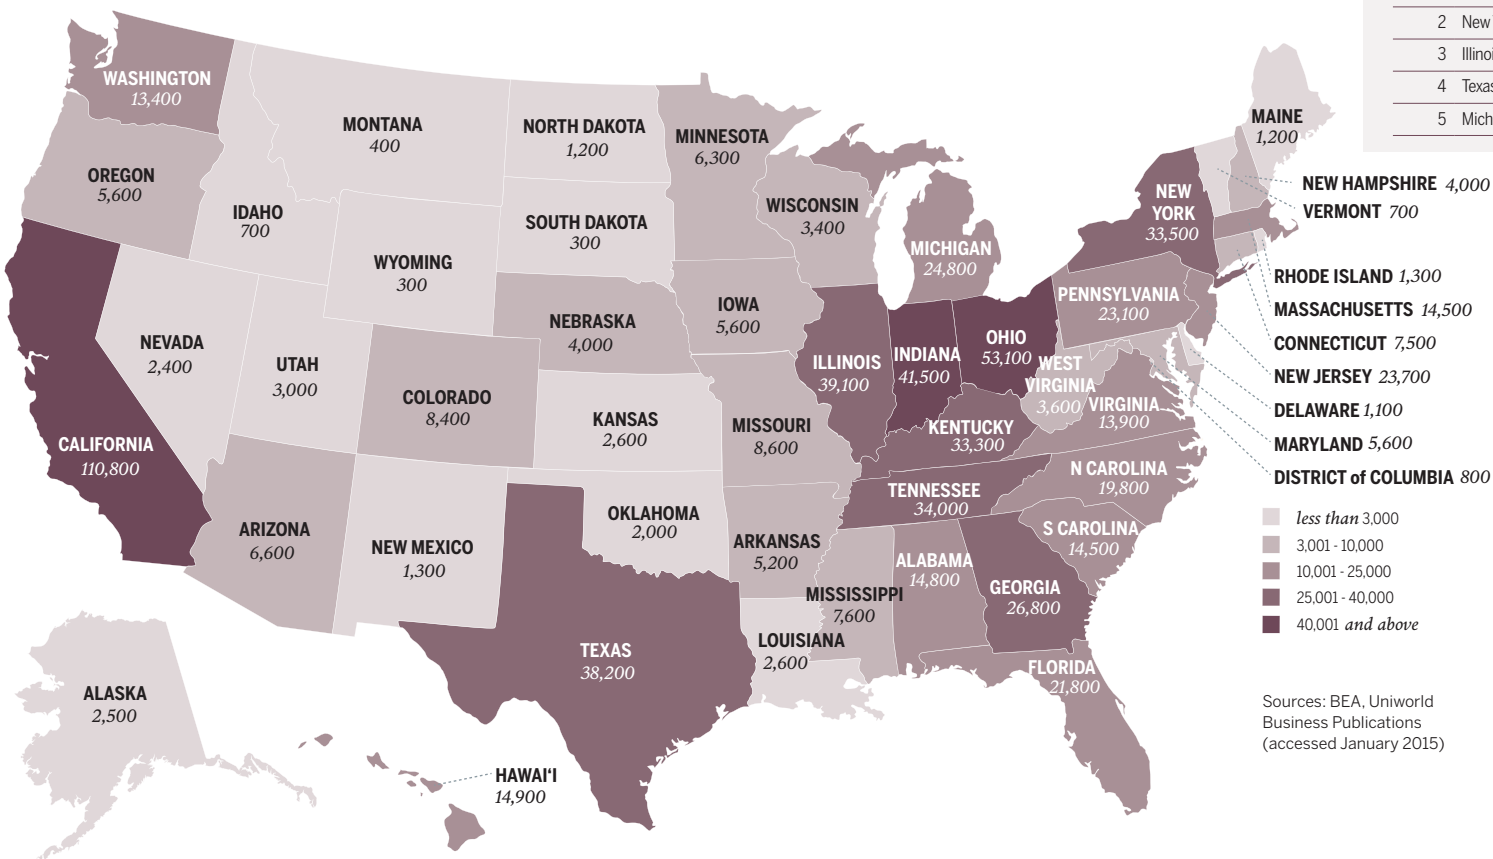 2 New
3
4 Texas
5
WASHINGTON
13,400
MONTANA
400
NORTH DAKOTA
1,200
MINNESOTA
6,300
MAINE
1,200
OREGON
5,600
IDAHO
700
SOUTH DAKOTA
300
WISCONSIN
3,400
MICHIGAN
24,800
NEW
YORK
33,500
NEW HAMPSHIRE 4,000
VERMONT 700
WYOMING
300
RHODE ISLAND 1,300
MASSACHUSETTS 14,500
CONNECTICUT 7,500
NEW JERSEY 23,700
DELAWARE 1,100
MARYLAND 5,600
DISTRICT of COLUMBIA 800
PENNSYLVANIA
23,100
IOWA
5,600
NEBRASKA
4,000
NEVADA
2,400
UTAH
3,000
COLORADO
8,400
KANSAS
2,600
MISSOURI
8,600
ILLINOIS
39,100
INDIANA
41,500
OHIO
53,100
WEST
VIRGINIA
3,600
VIRGINIA
13,900
KENTUCKY
33,300
CALIFORNIA
110,800
ARIZONA
6,600
NEW MEXICO
1,300
OKLAHOMA
2,000
ARKANSAS
5,200
TENNESSEE
34,000
N CAROLINA
19,800
S CAROLINA
14,500
ALABAMA
14,800
GEORGIA
26,800
MISSISSIPPI
7,600
LOUISIANA
2,600
TEXAS
38,200
FLORIDA
21,800
ALASKA
2,500
HAWAI‘I
14,900
less than 3,000
3,001 - 10,000
10,001 - 25,000
25,001 - 40,000
40,001 and above
Sources: BEA, Uniworld
Business Publications
(accessed January 2015)